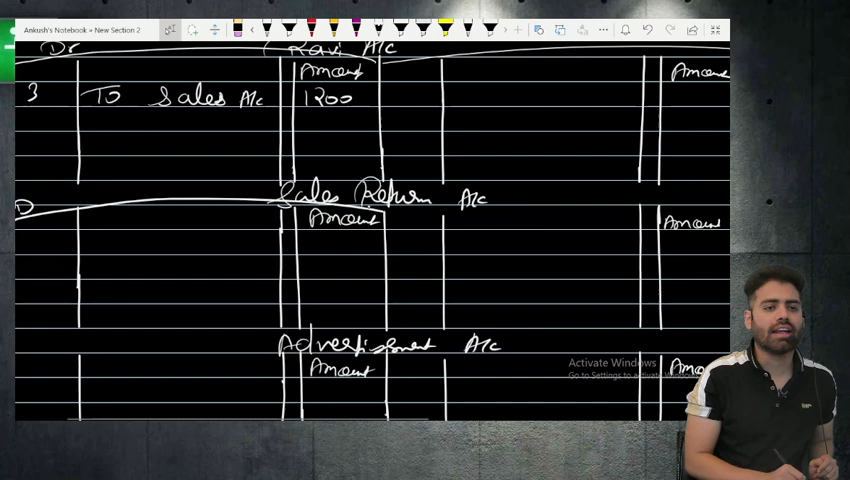 Ankush's Notebook » New Section 2
Dr Ravi A/c
Amount Amount
3 To Sales A/c 1200
Sales Return A/c
D
Amount Amount
Advertisement A/c
Amount Amo
Activate Windows
Go to Settings to activate Windows.